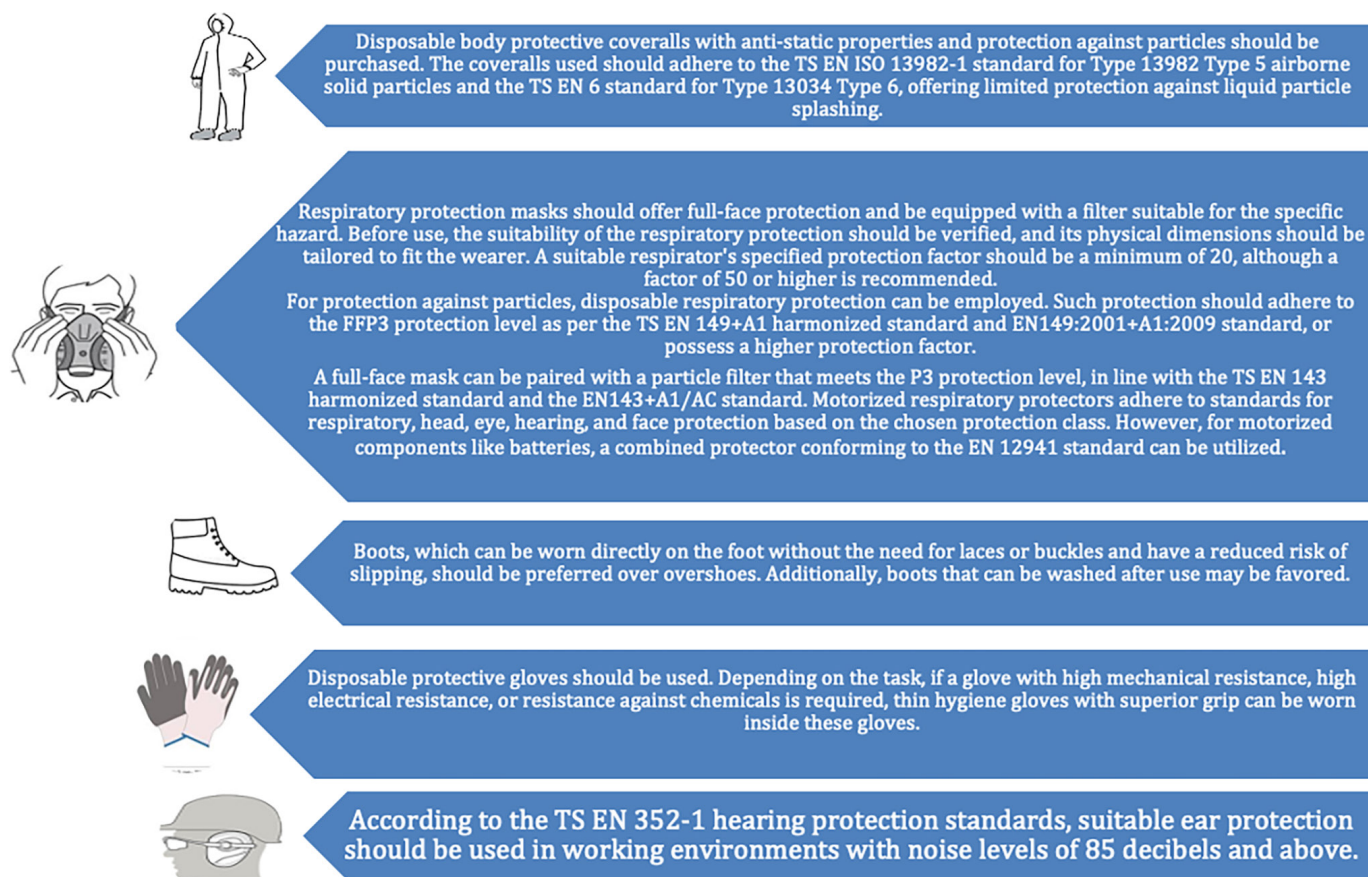 Disposable body protective coveralls with anti-static properties and protection against particles should be
purchased. The coveralls used should adhere to the TS EN ISO 13982-1 standard for Type 13982 Type 5 airborne
solid particles and the TS EN 6 standard for Type 13034 Type 6, offering limited protection against liquid particle
splashing.
Respiratory protection masks should offer full-face protection and be equipped with a filter suitable for the specific
hazard. Before use, the suitability of the respiratory protection should be verified, and its physical dimensions should be
tailored to fit the wearer. A suitable respirator's specified protection factor should be a minimum of 20, although a
factor of 50 or higher is recommended.
For protection against particles, disposable respiratory protection can be employed. Such protection should adhere to
the FFP3 protection level as per the TS EN 149+A1 harmonized standard and EN149:2001+A1:2009 standard, or
possess a higher protection factor.
A full-face mask can be paired with a particle filter that meets the P3 protection level, in line with the TS EN 143
harmonized standard and the EN143+A1/AC standard. Motorized respiratory protectors adhere to standards for
respiratory, head, eye, hearing, and face protection based on the chosen protection class. However, for motorized
components like batteries, a combined protector conforming to the EN 12941 standard can be utilized.
Boots, which can be worn directly on the foot without the need for laces or buckles and have a reduced risk of
slipping, should be preferred over overshoes. Additionally, boots that can be washed after use may be favored.
Disposable protective gloves should be used. Depending on the task, if a glove with high mechanical resistance, high
electrical resistance, or resistance against chemicals is required, thin hygiene gloves with superior grip can be worn
inside these gloves.
According to the TS EN 352-1 hearing protection standards, suitable ear protection
should be used in working environments with noise levels of 85 decibels and above.